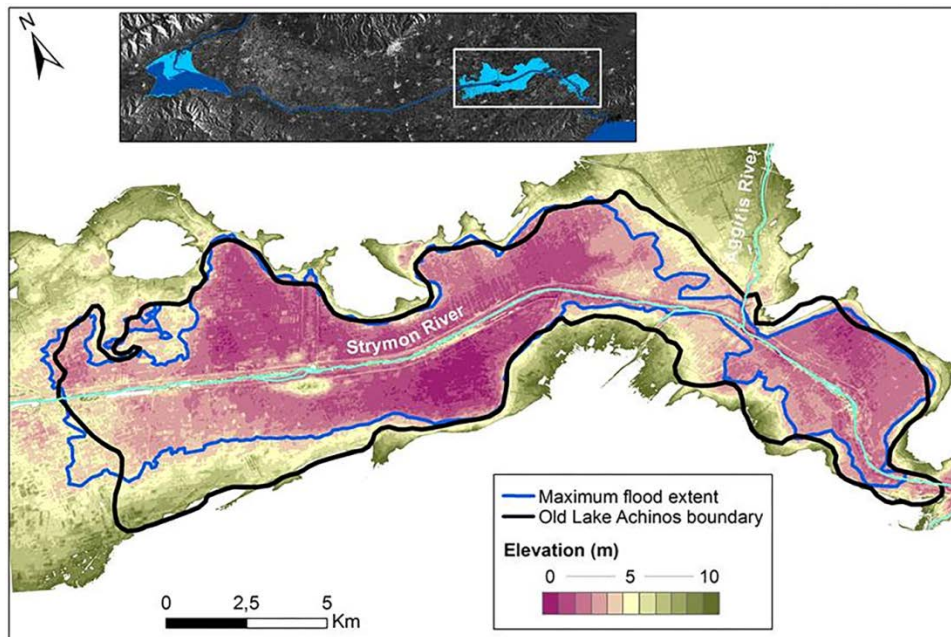 N
Aggitis River
Strymon River
Maximum flood extent
Old Lake Achinos boundary
Elevation (m)
0 5 10
0 2,5 5
Km